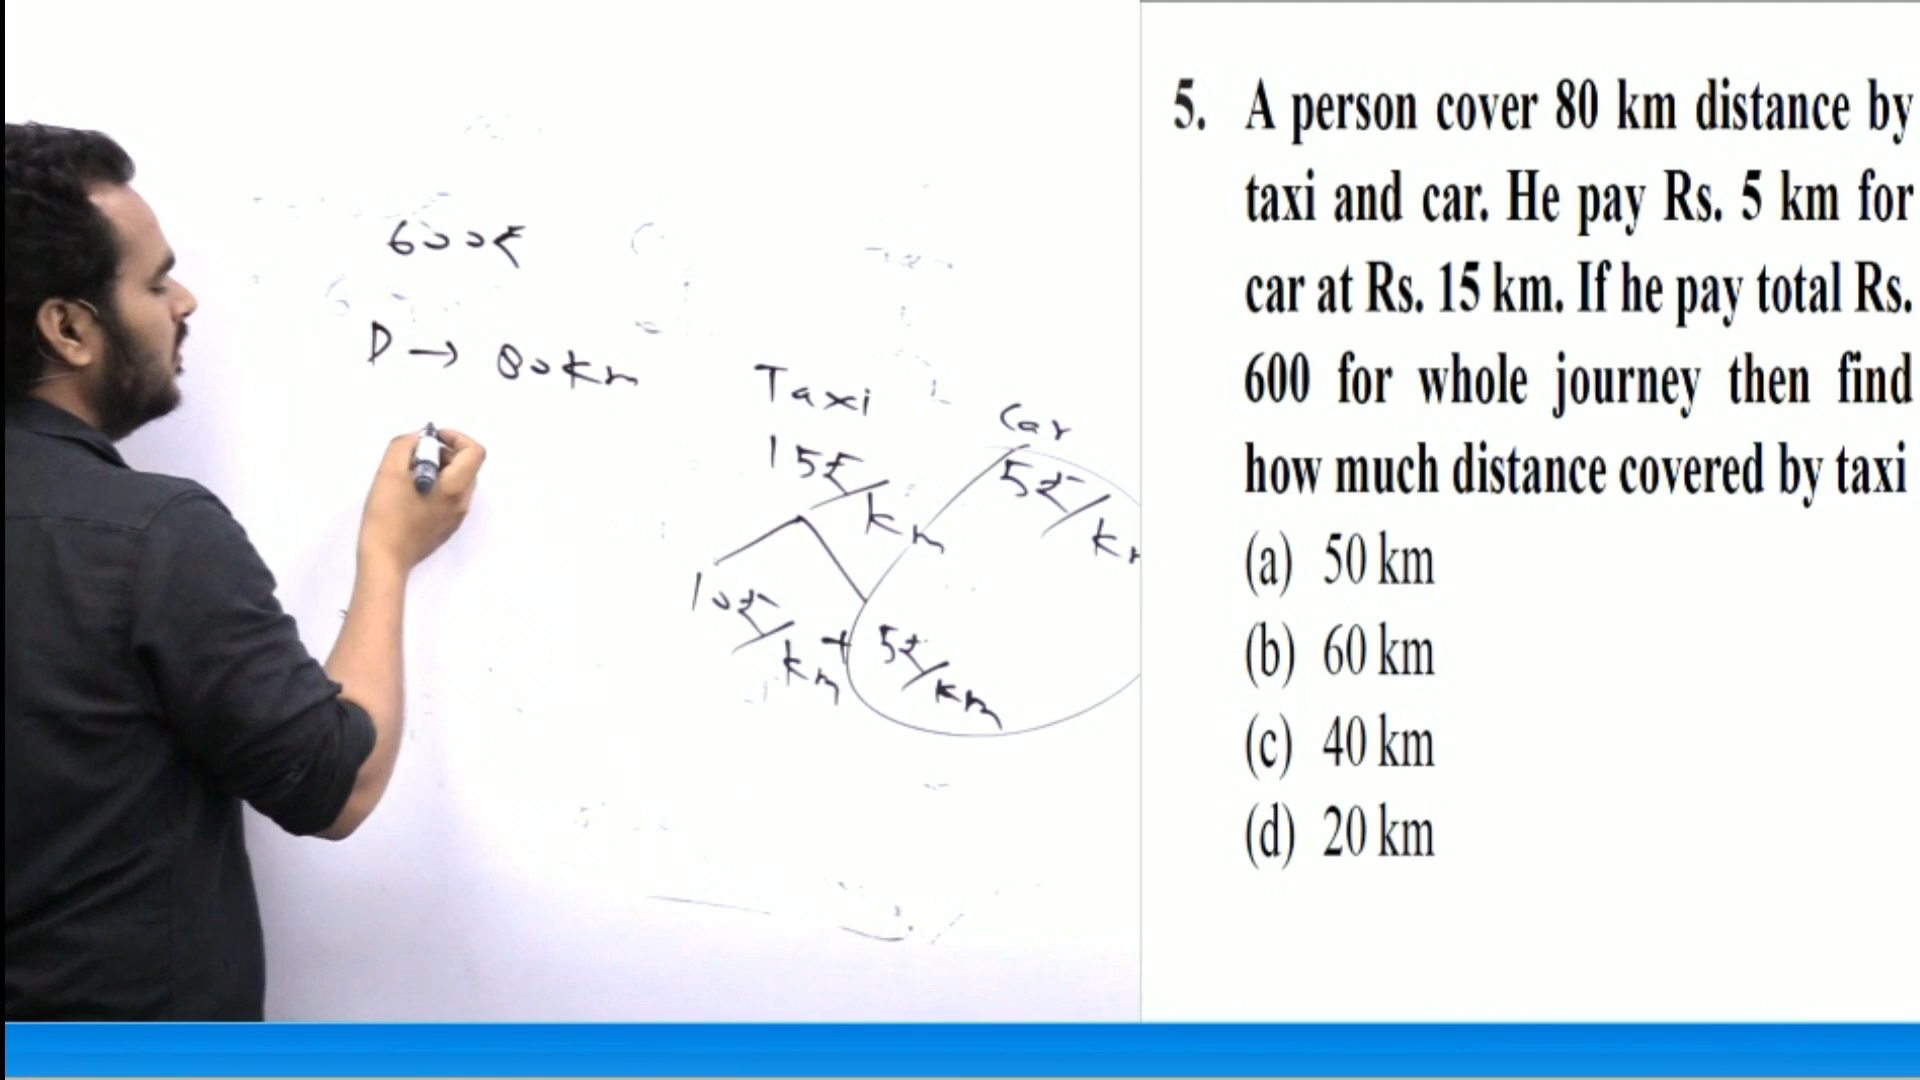 600₹
D → 80km
Taxi
15₹/km
Car
5₹/k
10₹/km + 5₹/km
5. A person cover 80 km distance by
taxi and car. He pay Rs. 5 km for
car at Rs. 15 km. If he pay total Rs.
600 for whole journey then find
how much distance covered by taxi
(a) 50 km
(b) 60 km
(c) 40 km
(d) 20 km